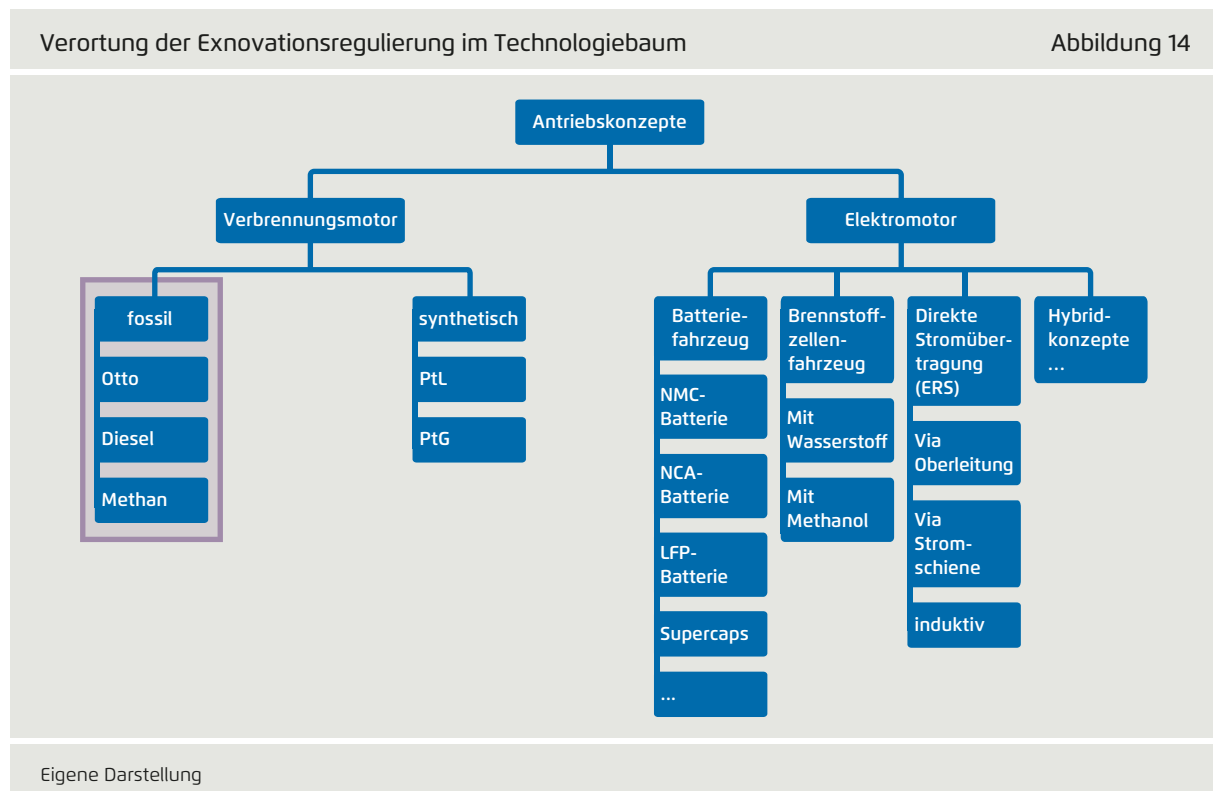 Verortung der Exnovationsregulierung im Technologiebaum
Abbildung 14
Antriebskonzepte
Verbrennungsmotor
Elektromotor
fossil
Otto
Diesel
Methan
synthetisch
PtL
PtG
Batterie-
fahrzeug
NMC-
Batterie
NCA-
Batterie
LFP-
Batterie
Supercaps
...
Brennstoff-
zellen-
fahrzeug
Mit
Wasserstoff
Mit
Methanol
Direkte
Stromüber-
tragung
(ERS)
Via
Oberleitung
Via
Strom-
schiene
induktiv
Hybrid-
konzepte
...
Eigene Darstellung